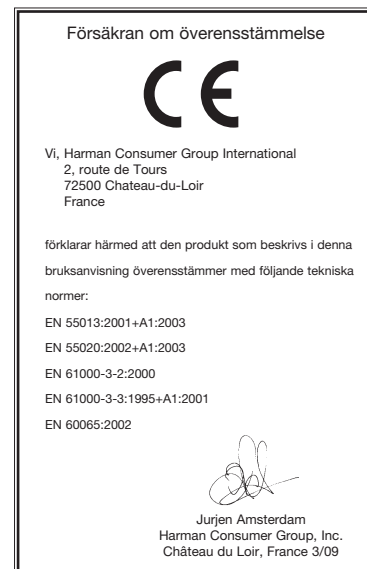 Försäkran om överensstämmelse
CE
Vi, Harman Consumer Group International
2, route de Tours
72500 Chateau-du-Loir
France
förklarar härmed att den produkt som beskrivs i denna
bruksanvisning överensstämmer med följande tekniska
normer:
EN 55013:2001+A1:2003
EN 55020:2002+A1:2003
EN 61000-3-2:2000
EN 61000-3-3:1995+A1:2001
EN 60065:2002
Jurjen Amsterdam
Harman Consumer Group, Inc.
Château du Loir, France 3/09